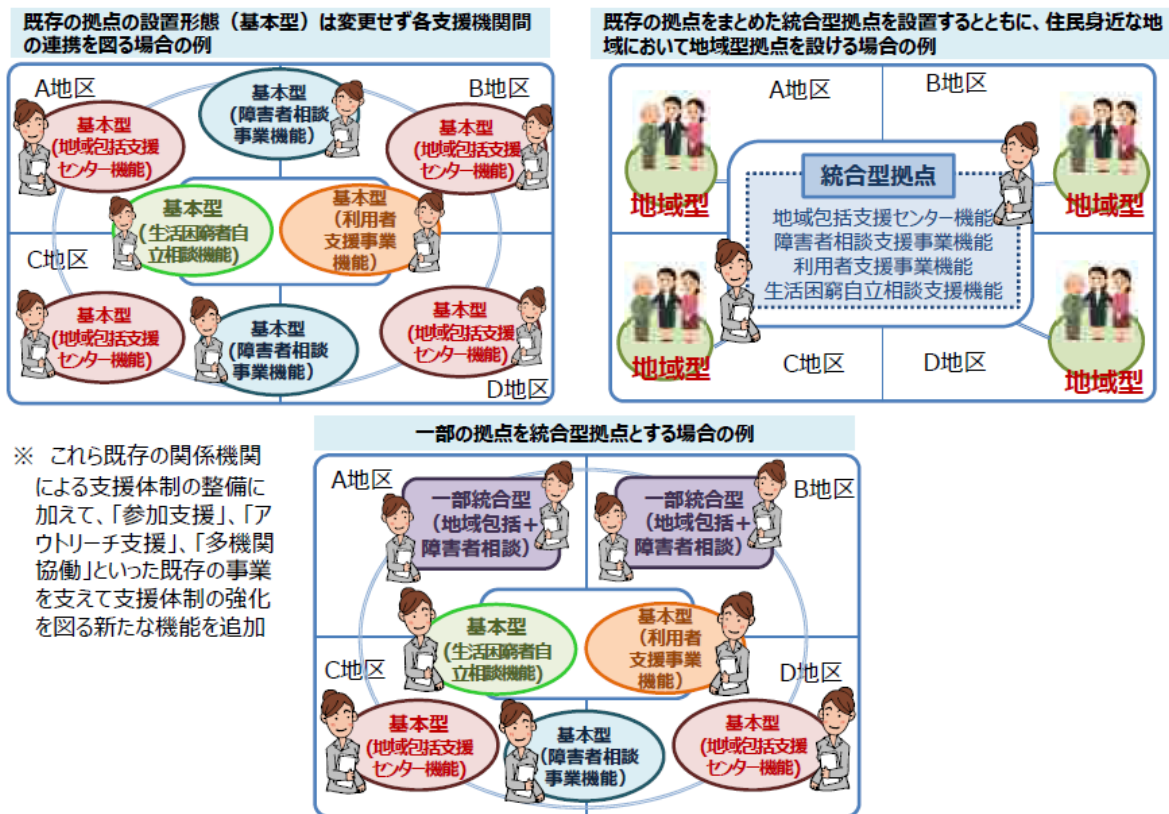 既存の拠点の設置形態（基本型）は変更せず各支援機関間
の連携を図る場合の例
A地区
B地区
基本型
(障害者相談
事業機能）
基本型
(地域包括支援
センター機能)
基本型
(地域包括支援
センター機能)
基本型
(生活困窮者自
立相談機能）
基本型
（利用者
支援事業
機能）
C地区
基本型
(地域包括支援
センター機能)
基本型
(障害者相談
事業機能）
基本型
(地域包括支援
センター機能)
D地区
既存の拠点をまとめた統合型拠点を設置するとともに、住民身近な地
域において地域型拠点を設ける場合の例
A地区
B地区
地域型
地域型
統合型拠点
地域包括支援センター機能
障害者相談支援事業機能
利用者支援事業機能
生活困窮自立相談支援機能
C地区
D地区
地域型
地域型
一部の拠点を統合型拠点とする場合の例
※　これら既存の関係機関
による支援体制の整備に
加えて、「参加支援」、「ア
ウトリーチ支援」、「多機関
協働」といった既存の事業
を支えて支援体制の強化
を図る新たな機能を追加
A地区
B地区
一部統合型
（地域包括＋
障害者相談）
一部統合型
（地域包括＋
障害者相談）
基本型
(生活困窮者自
立相談機能）
基本型
（利用者
支援事業
機能）
C地区
D地区
基本型
(地域包括支援
センター機能)
基本型
(障害者相談
事業機能）
基本型
(地域包括支援
センター機能)